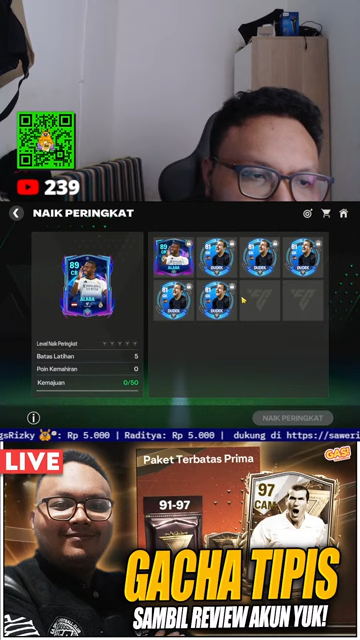 239
NAIK PERINGKAT
89
CB
ALABA
89
ALABA
81
DUDEK
81
DUDEK
81
DUDEK
81
DUDEK
81
DUDEK
Level Naik Peringkat
Batas Latihan 5
Poin Kemahiran 0
Kemajuan 0/50
NAIK PERINGKAT
gsRizky : Rp 5.000 | Raditya: Rp 5.000 | dukung di https://saweri
LIVE
Paket Terbatas Prima
GAS!
91-97
97
CAM
GACHA TIPIS
SAMBIL REVIEW AKUN YUK!